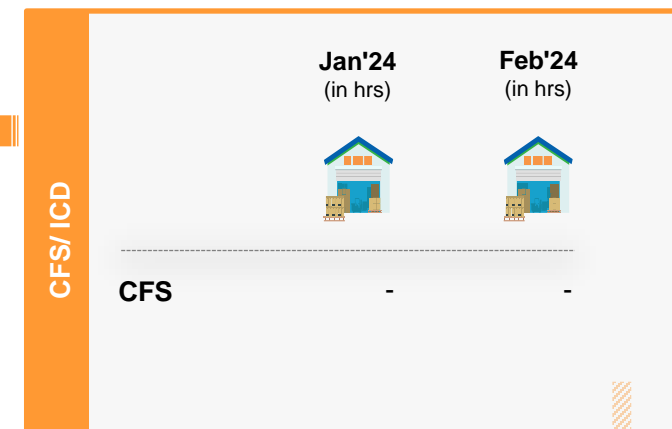 Jan'24
(in hrs)
Feb'24
(in hrs)
CFS/ ICD
CFS - -